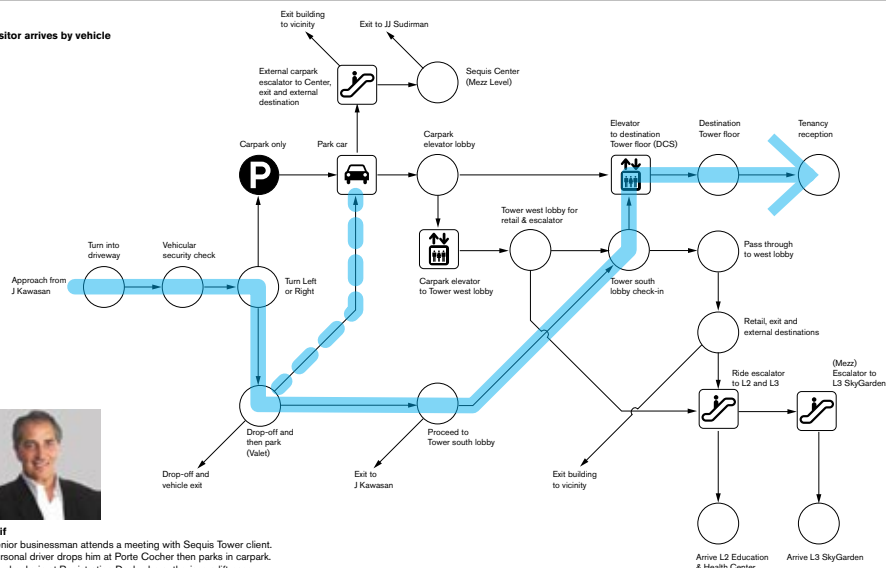 sitor arrives by vehicle
Exit building
to vicinity
Exit to JJ Sudirman
External carpark
escalator to Center,
exit and external
destination
Sequis Center
(Mezz Level)
Carpark only
P
Park car
Carpark
elevator lobby
Elevator
to destination
Tower floor (DCS)
Destination
Tower floor
Tenancy
reception
Tower west lobby for
retail & escalator
Turn into
driveway
Vehicular
security check
Approach from
J Kawasan
Turn Left
or Right
Carpark elevator
to Tower west lobby
Tower south
lobby check-in
Pass through
to west lobby
Retail, exit and
external destinations
Ride escalator
to L2 and L3
(Mezz)
Escalator to
L3 SkyGarden
Drop-off and
then park
(Valet)
Proceed to
Tower south lobby
Drop-off and
vehicle exit
Exit to
J Kawasan
Exit building
to vicinity
Arrive L2 Education
& Health Center
Arrive L3 SkyGarden
if
enior businessman attends a meeting with Sequis Tower client.
ersonal driver drops him at Porte Cocher then parks in carpark.